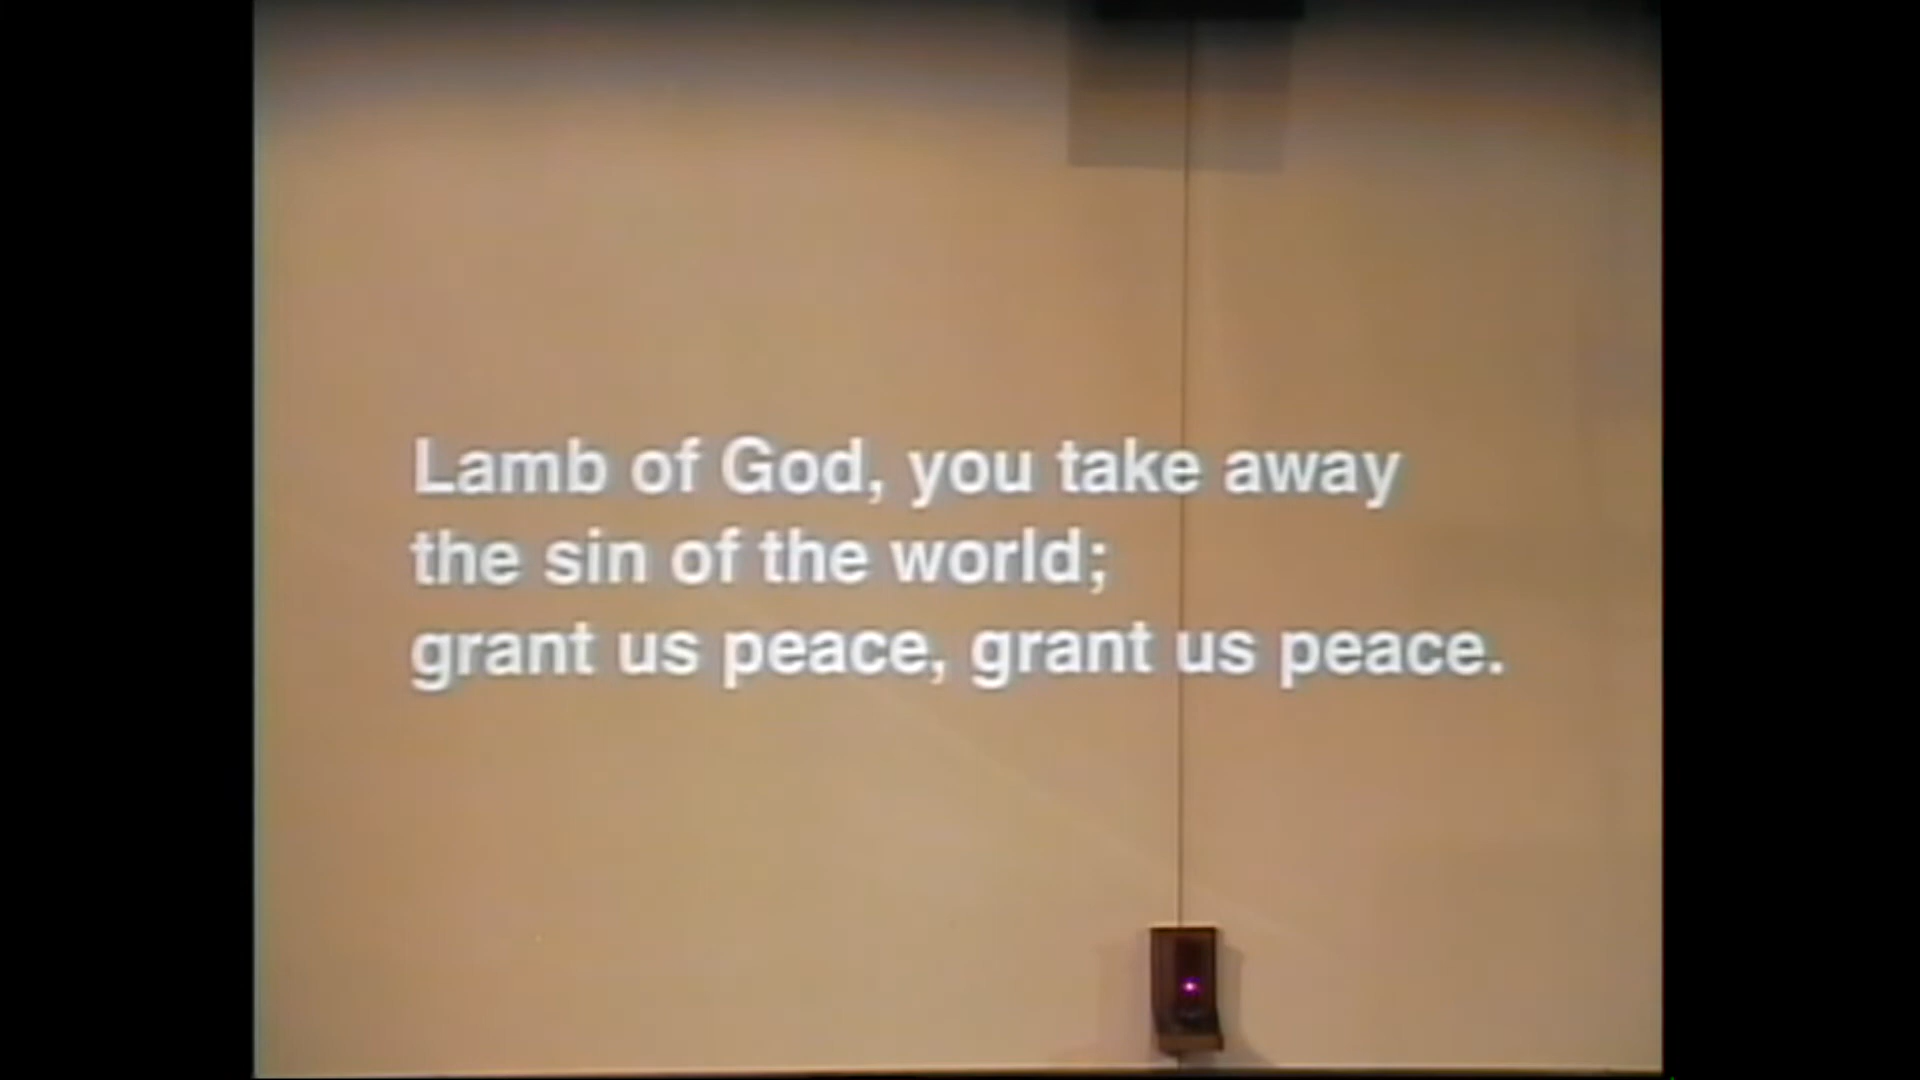 Lamb of God, you take away
the sin of the world;
grant us peace, grant us peace.